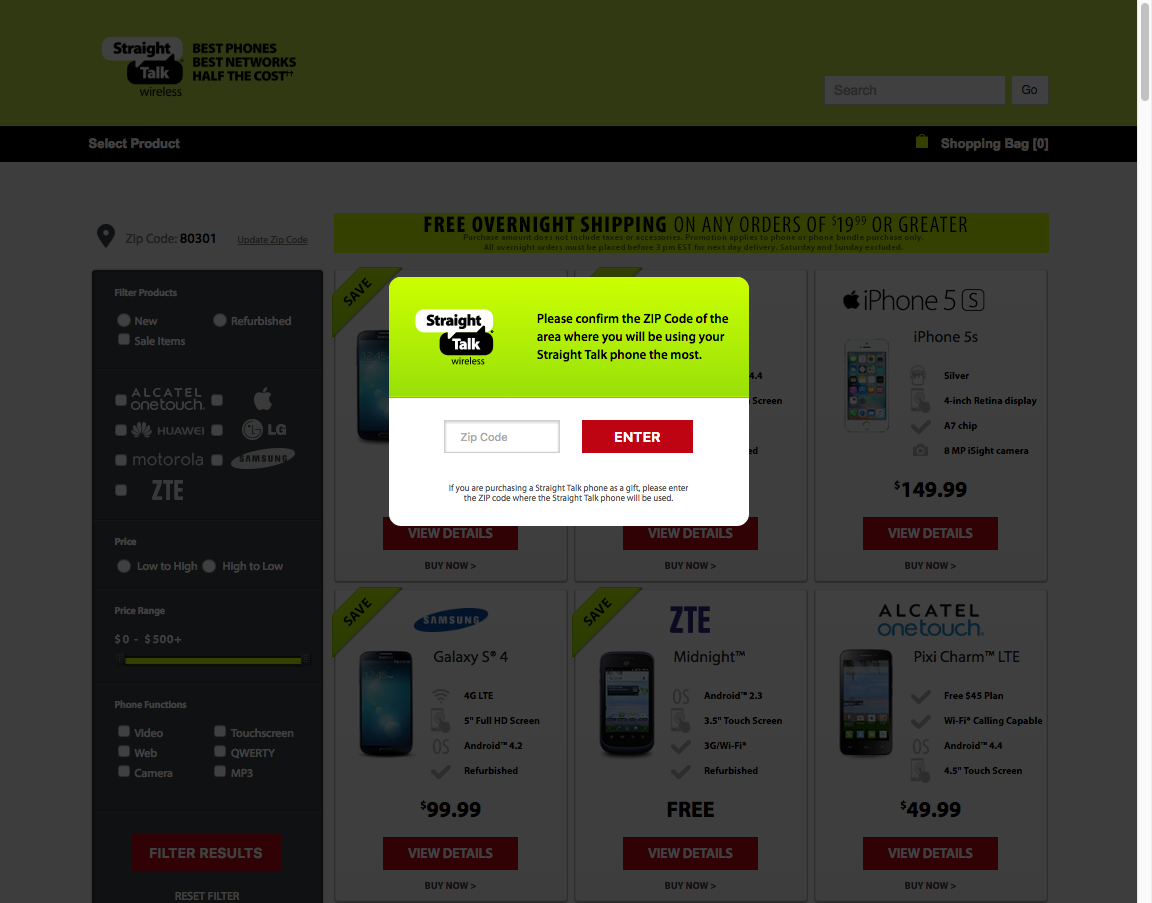 Straight Talk wireless
BEST PHONES
BEST NETWORKS
HALF THE COST††
Search
Go
Select Product
Shopping Bag [0]
Zip Code: 80301
Update Zip Code
FREE OVERNIGHT SHIPPING ON ANY ORDERS OF $19.99 OR GREATER
Purchase amount does not include taxes or accessories. Promotion applies to phone or phone bundle purchase only.
All overnight orders must be placed before 3 pm EST for next day delivery. Saturday and Sunday excluded.
Filter Products
New
Refurbished
Sale Items
ALCATEL onetouch.
HUAWEI
LG
motorola
SAMSUNG
ZTE
Price
Low to High
High to Low
Price Range
$0 - $500+
Phone Functions
Video
Touchscreen
Web
QWERTY
Camera
MP3
FILTER RESULTS
RESET FILTER
Straight Talk wireless
Please confirm the ZIP Code of the
area where you will be using your
Straight Talk phone the most.
Zip Code
ENTER
If you are purchasing a Straight Talk phone as a gift, please enter
the ZIP code where the Straight Talk phone will be used.
SAVE
VIEW DETAILS
BUY NOW >
4.4
Screen
ed
VIEW DETAILS
BUY NOW >
iPhone 5 S
iPhone 5s
Silver
4-inch Retina display
A7 chip
8 MP iSight camera
$149.99
VIEW DETAILS
BUY NOW >
SAVE
SAMSUNG
Galaxy S® 4
4G LTE
5" Full HD Screen
OS Android™ 4.2
Refurbished
$99.99
VIEW DETAILS
BUY NOW >
SAVE
ZTE
Midnight™
OS Android™ 2.3
3.5" Touch Screen
3G/Wi-Fi®
Refurbished
FREE
VIEW DETAILS
BUY NOW >
ALCATEL
onetouch.
Pixi Charm™ LTE
Free $45 Plan
Wi-Fi® Calling Capable
OS Android™ 4.4
4.5" Touch Screen
$49.99
VIEW DETAILS
BUY NOW >